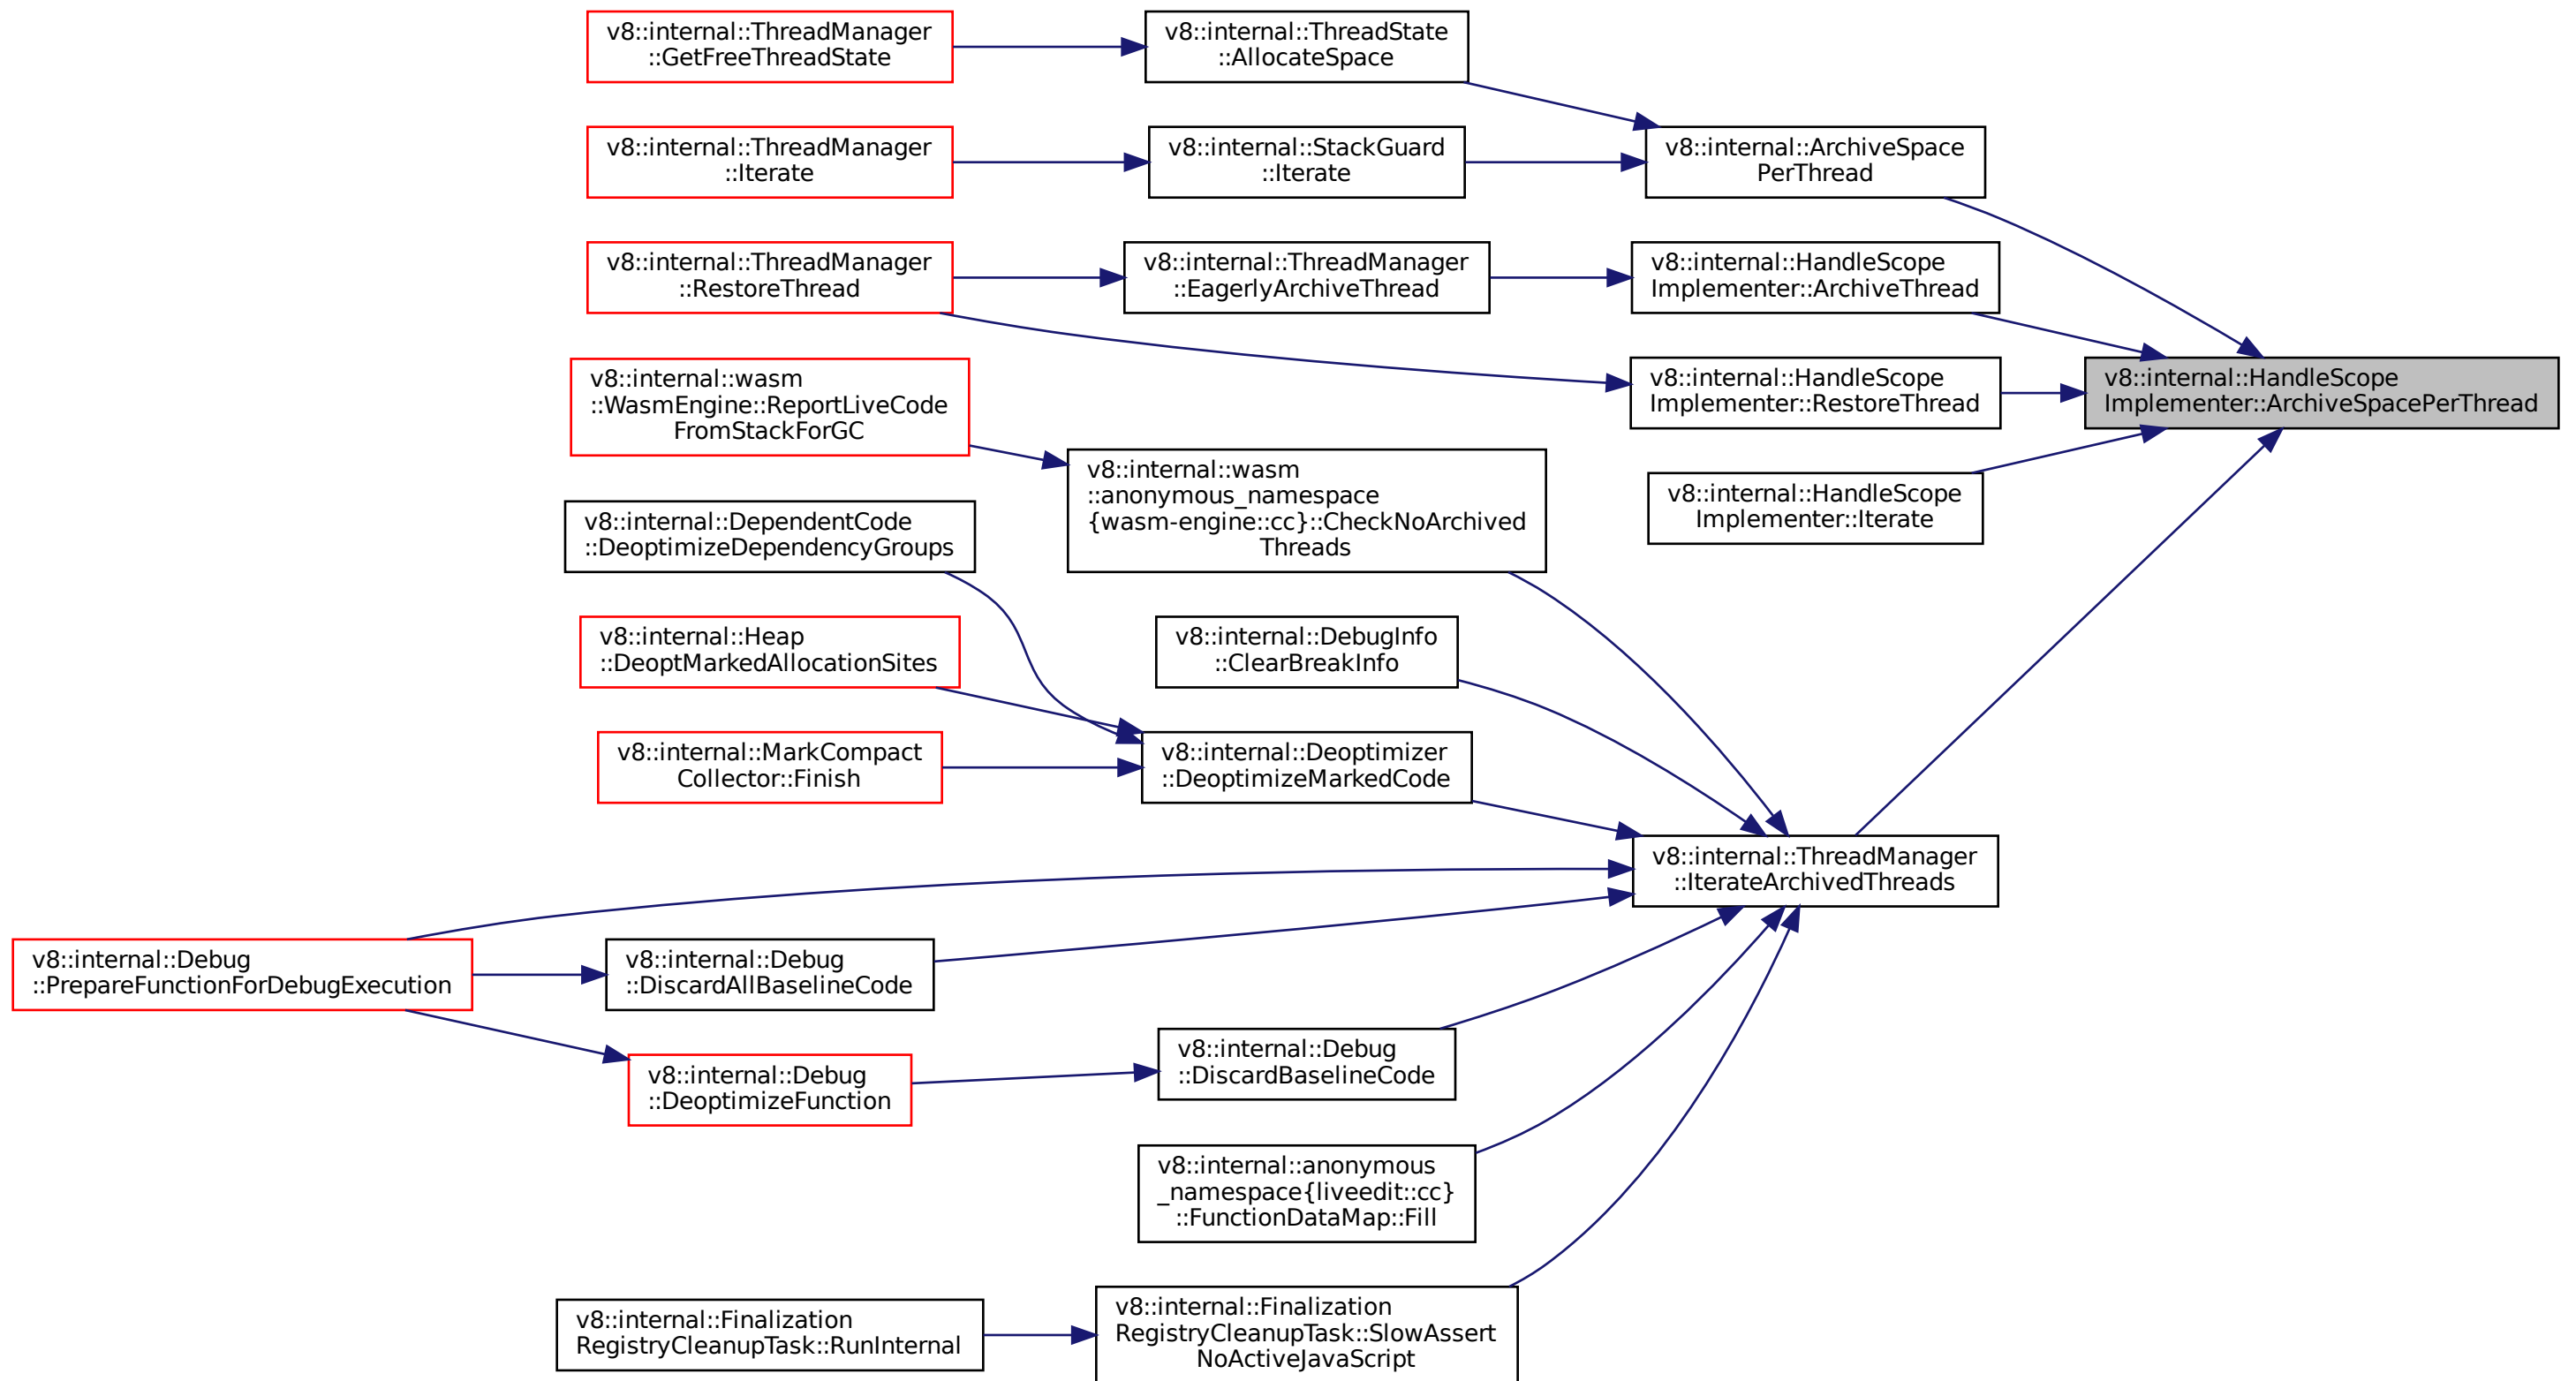 v8::internal::ThreadManager
::GetFreeThreadState
v8::internal::ThreadState
::AllocateSpace
v8::internal::ThreadManager
::Iterate
v8::internal::StackGuard
::Iterate
v8::internal::ArchiveSpace
PerThread
v8::internal::ThreadManager
::RestoreThread
v8::internal::ThreadManager
::EagerlyArchiveThread
v8::internal::HandleScope
Implementer::ArchiveThread
v8::internal::HandleScope
Implementer::RestoreThread
v8::internal::HandleScope
Implementer::ArchiveSpacePerThread
v8::internal::wasm
::WasmEngine::ReportLiveCode
FromStackForGC
v8::internal::wasm
::anonymous_namespace
{wasm-engine::cc}::CheckNoArchived
Threads
v8::internal::HandleScope
Implementer::Iterate
v8::internal::DependentCode
::DeoptimizeDependencyGroups
v8::internal::Heap
::DeoptMarkedAllocationSites
v8::internal::DebugInfo
::ClearBreakInfo
v8::internal::MarkCompact
Collector::Finish
v8::internal::Deoptimizer
::DeoptimizeMarkedCode
v8::internal::ThreadManager
::IterateArchivedThreads
v8::internal::Debug
::PrepareFunctionForDebugExecution
v8::internal::Debug
::DiscardAllBaselineCode
v8::internal::Debug
::DeoptimizeFunction
v8::internal::Debug
::DiscardBaselineCode
v8::internal::anonymous
_namespace{liveedit::cc}
::FunctionDataMap::Fill
v8::internal::Finalization
RegistryCleanupTask::RunInternal
v8::internal::Finalization
RegistryCleanupTask::SlowAssert
NoActiveJavaScript